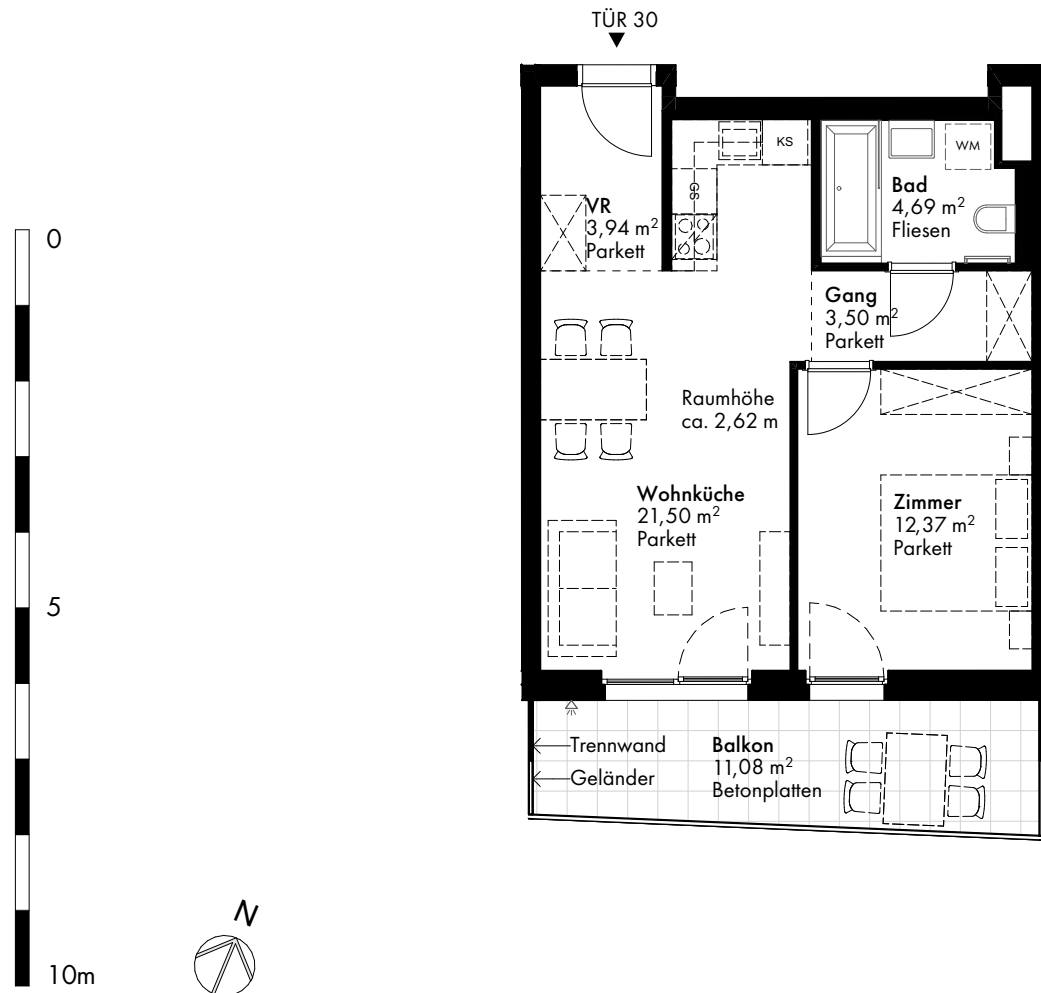 TÜR 30
KS
WM
GS
Bad
4,69 m²
Fliesen
VR
3,94 m²
Parkett
0
Gang
3,50 m²
Parkett
Raumhöhe
ca. 2,62 m
Wohnküche
21,50 m²
Parkett
Zimmer
12,37 m²
Parkett
5
Trennwand
Geländer
Balkon
11,08 m²
Betonplatten
N
10m